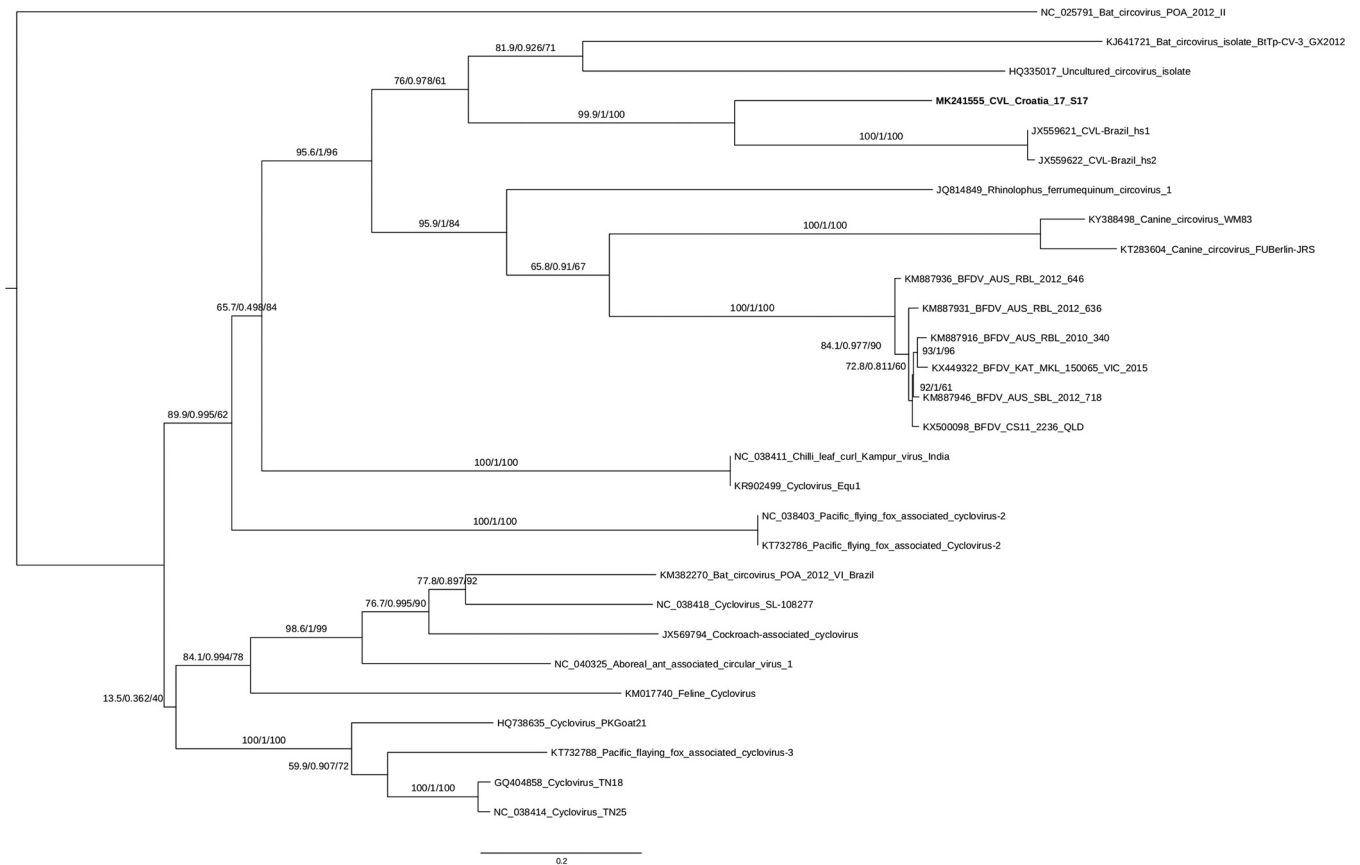 NC_025791_Bat_circovirus_POA_2012_II
KJ641721_Bat_circovirus_isolate_BtTp-CV-3_GX2012
81.9/0.926/71
HQ335017_Uncultured_circovirus_isolate
76/0.978/61
MK241555_CVL_Croatia_17_S17
99.9/1/100
JX559621_CVL-Brazil_hs1
100/1/100
JX559622_CVL-Brazil_hs2
95.6/1/96
JQ814849_Rhinolophus_ferrumequinum_circovirus_1
KY388498_Canine_circovirus_WM83
95.9/1/84
100/1/100
KT283604_Canine_circovirus_FUBerlin-JRS
65.8/0.91/67
KM887936_BFDV_AUS_RBL_2012_646
65.7/0.498/84
100/1/100
KM887931_BFDV_AUS_RBL_2012_636
KM887916_BFDV_AUS_RBL_2010_340
84.1/0.977/90
93/1/96
72.8/0.811/60
KX449322_BFDV_KAT_MKL_150065_VIC_2015
92/1/61
KM887946_BFDV_AUS_SBL_2012_718
89.9/0.995/62
KX500098_BFDV_CS11_2236_QLD
NC_038411_Chilli_leaf_curl_Kampur_virus_India
100/1/100
KR902499_Cyclovirus_Equ1
NC_038403_Pacific_flying_fox_associated_cyclovirus-2
100/1/100
KT732786_Pacific_flying_fox_associated_Cyclovirus-2
KM382270_Bat_circovirus_POA_2012_VI_Brazil
77.8/0.897/92
76.7/0.995/90
NC_038418_Cyclovirus_SL-108277
98.6/1/99
JX569794_Cockroach-associated_cyclovirus
84.1/0.994/78
NC_040325_Aboreal_ant_associated_circular_virus_1
KM017740_Feline_Cyclovirus
13.5/0.362/40
HQ738635_Cyclovirus_PKGoat21
100/1/100
KT732788_Pacific_flaying_fox_associated_cyclovirus-3
59.9/0.907/72
GQ404858_Cyclovirus_TN18
100/1/100
NC_038414_Cyclovirus_TN25
0.2